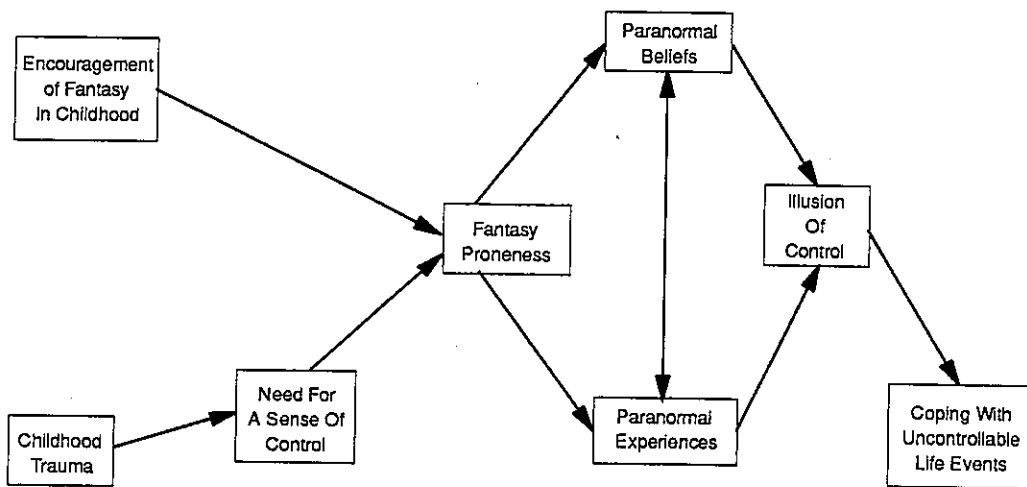 Encouragement
of Fantasy
In Childhood
Childhood
Trauma
Need For
A Sense Of
Control
Fantasy
Proneness
Paranormal
Beliefs
Paranormal
Experiences
Illusion
Of
Control
Coping With
Uncontrollable
Life Events